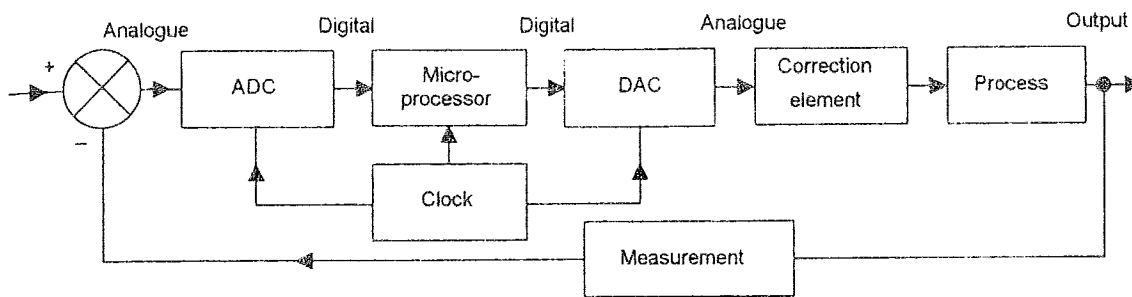 Analogue
Digital
Digital
Analogue
Output
+
ADC
Micro-
processor
DAC
Correction
element
Process
−
Clock
Measurement